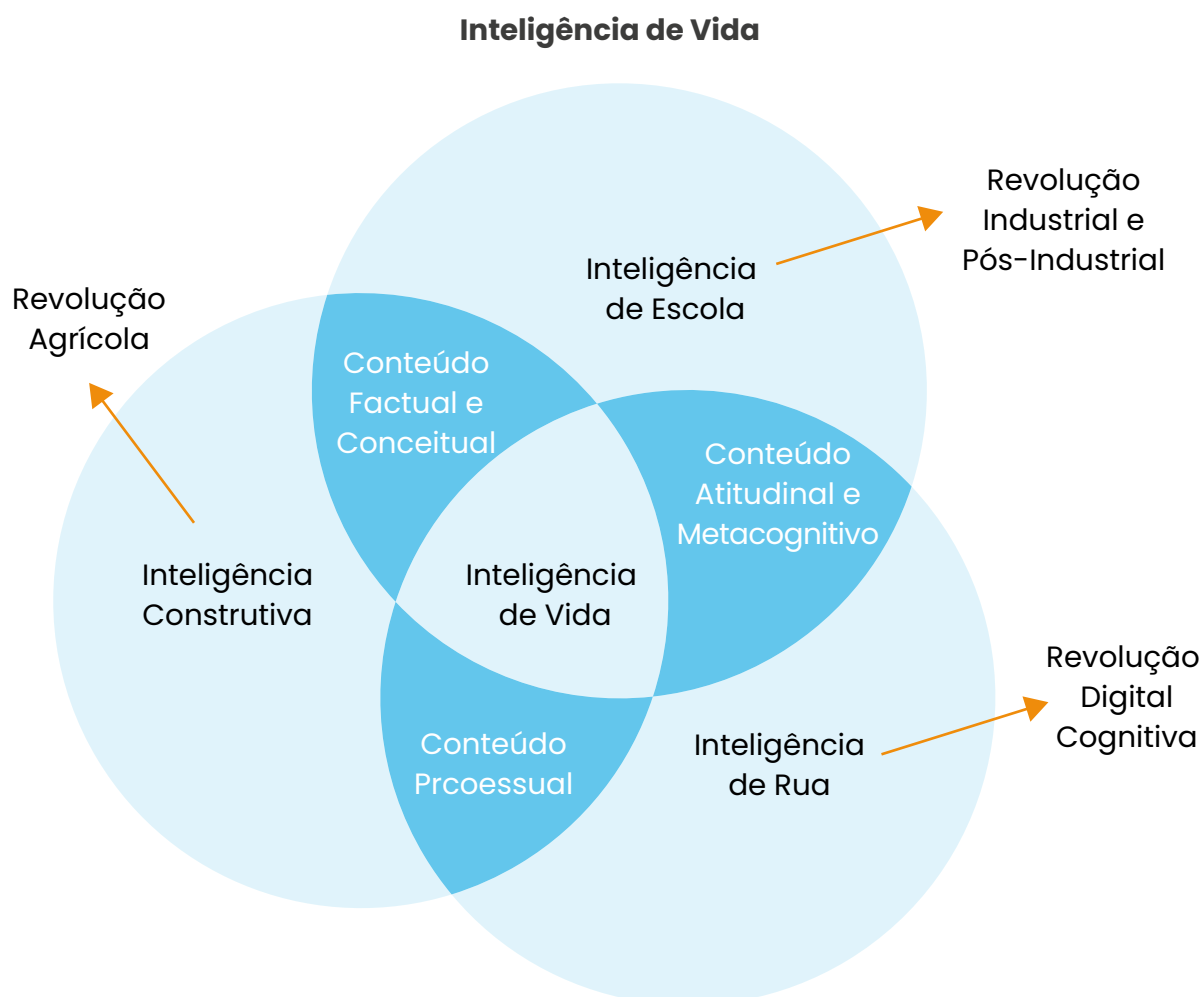 Inteligência de Vida
Revolução
Industrial e
Pós-Industrial
Inteligência
de Escola
Revolução
Agrícola
Conteúdo
Factual e
Conceitual
Conteúdo
Atitudinal e
Metacognitivo
Inteligência
Construtiva
Inteligência
de Vida
Revolução
Digital
Cognitiva
Conteúdo
Prcoessual
Inteligência
de Rua